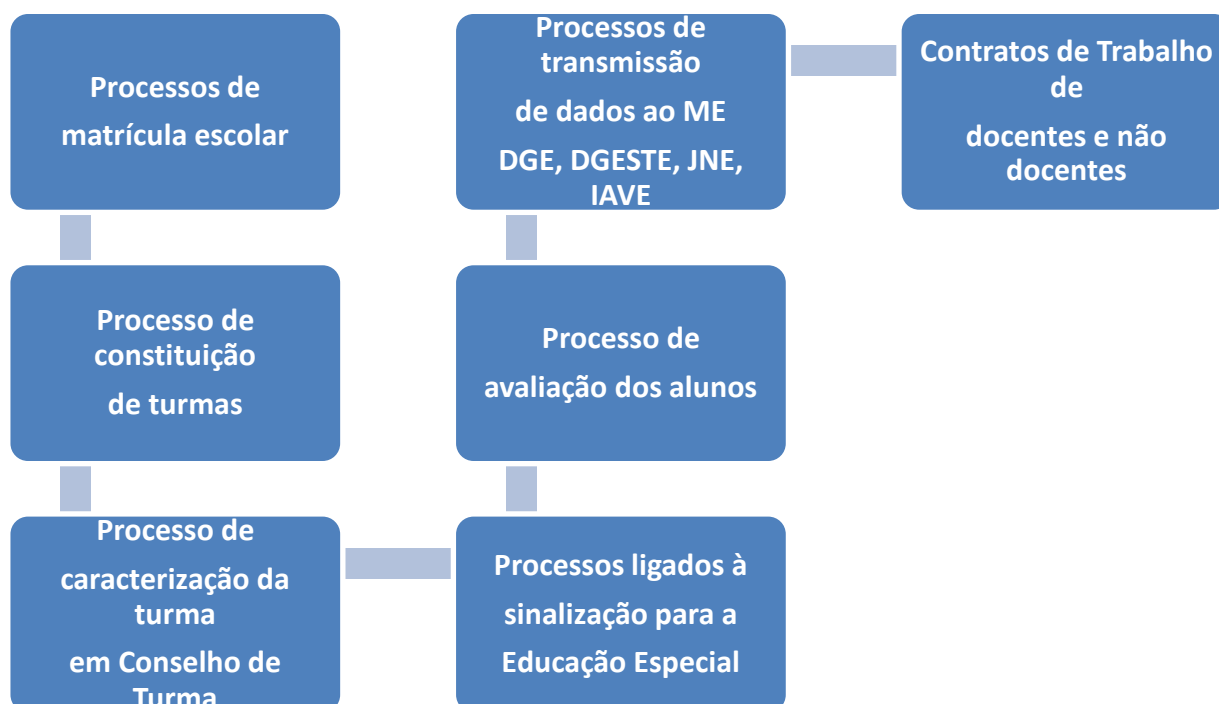 Processos de
matrícula escolar
Processo de
constituição
de turmas
Processo de
caracterização da
turma
em Conselho de
Turma
Processos ligados à
sinalização para a
Educação Especial
Processo de
avaliação dos alunos
Processos de
transmissão
de dados ao ME
DGE, DGESTE, JNE,
IAVE
Contratos de Trabalho
de
docentes e não
docentes